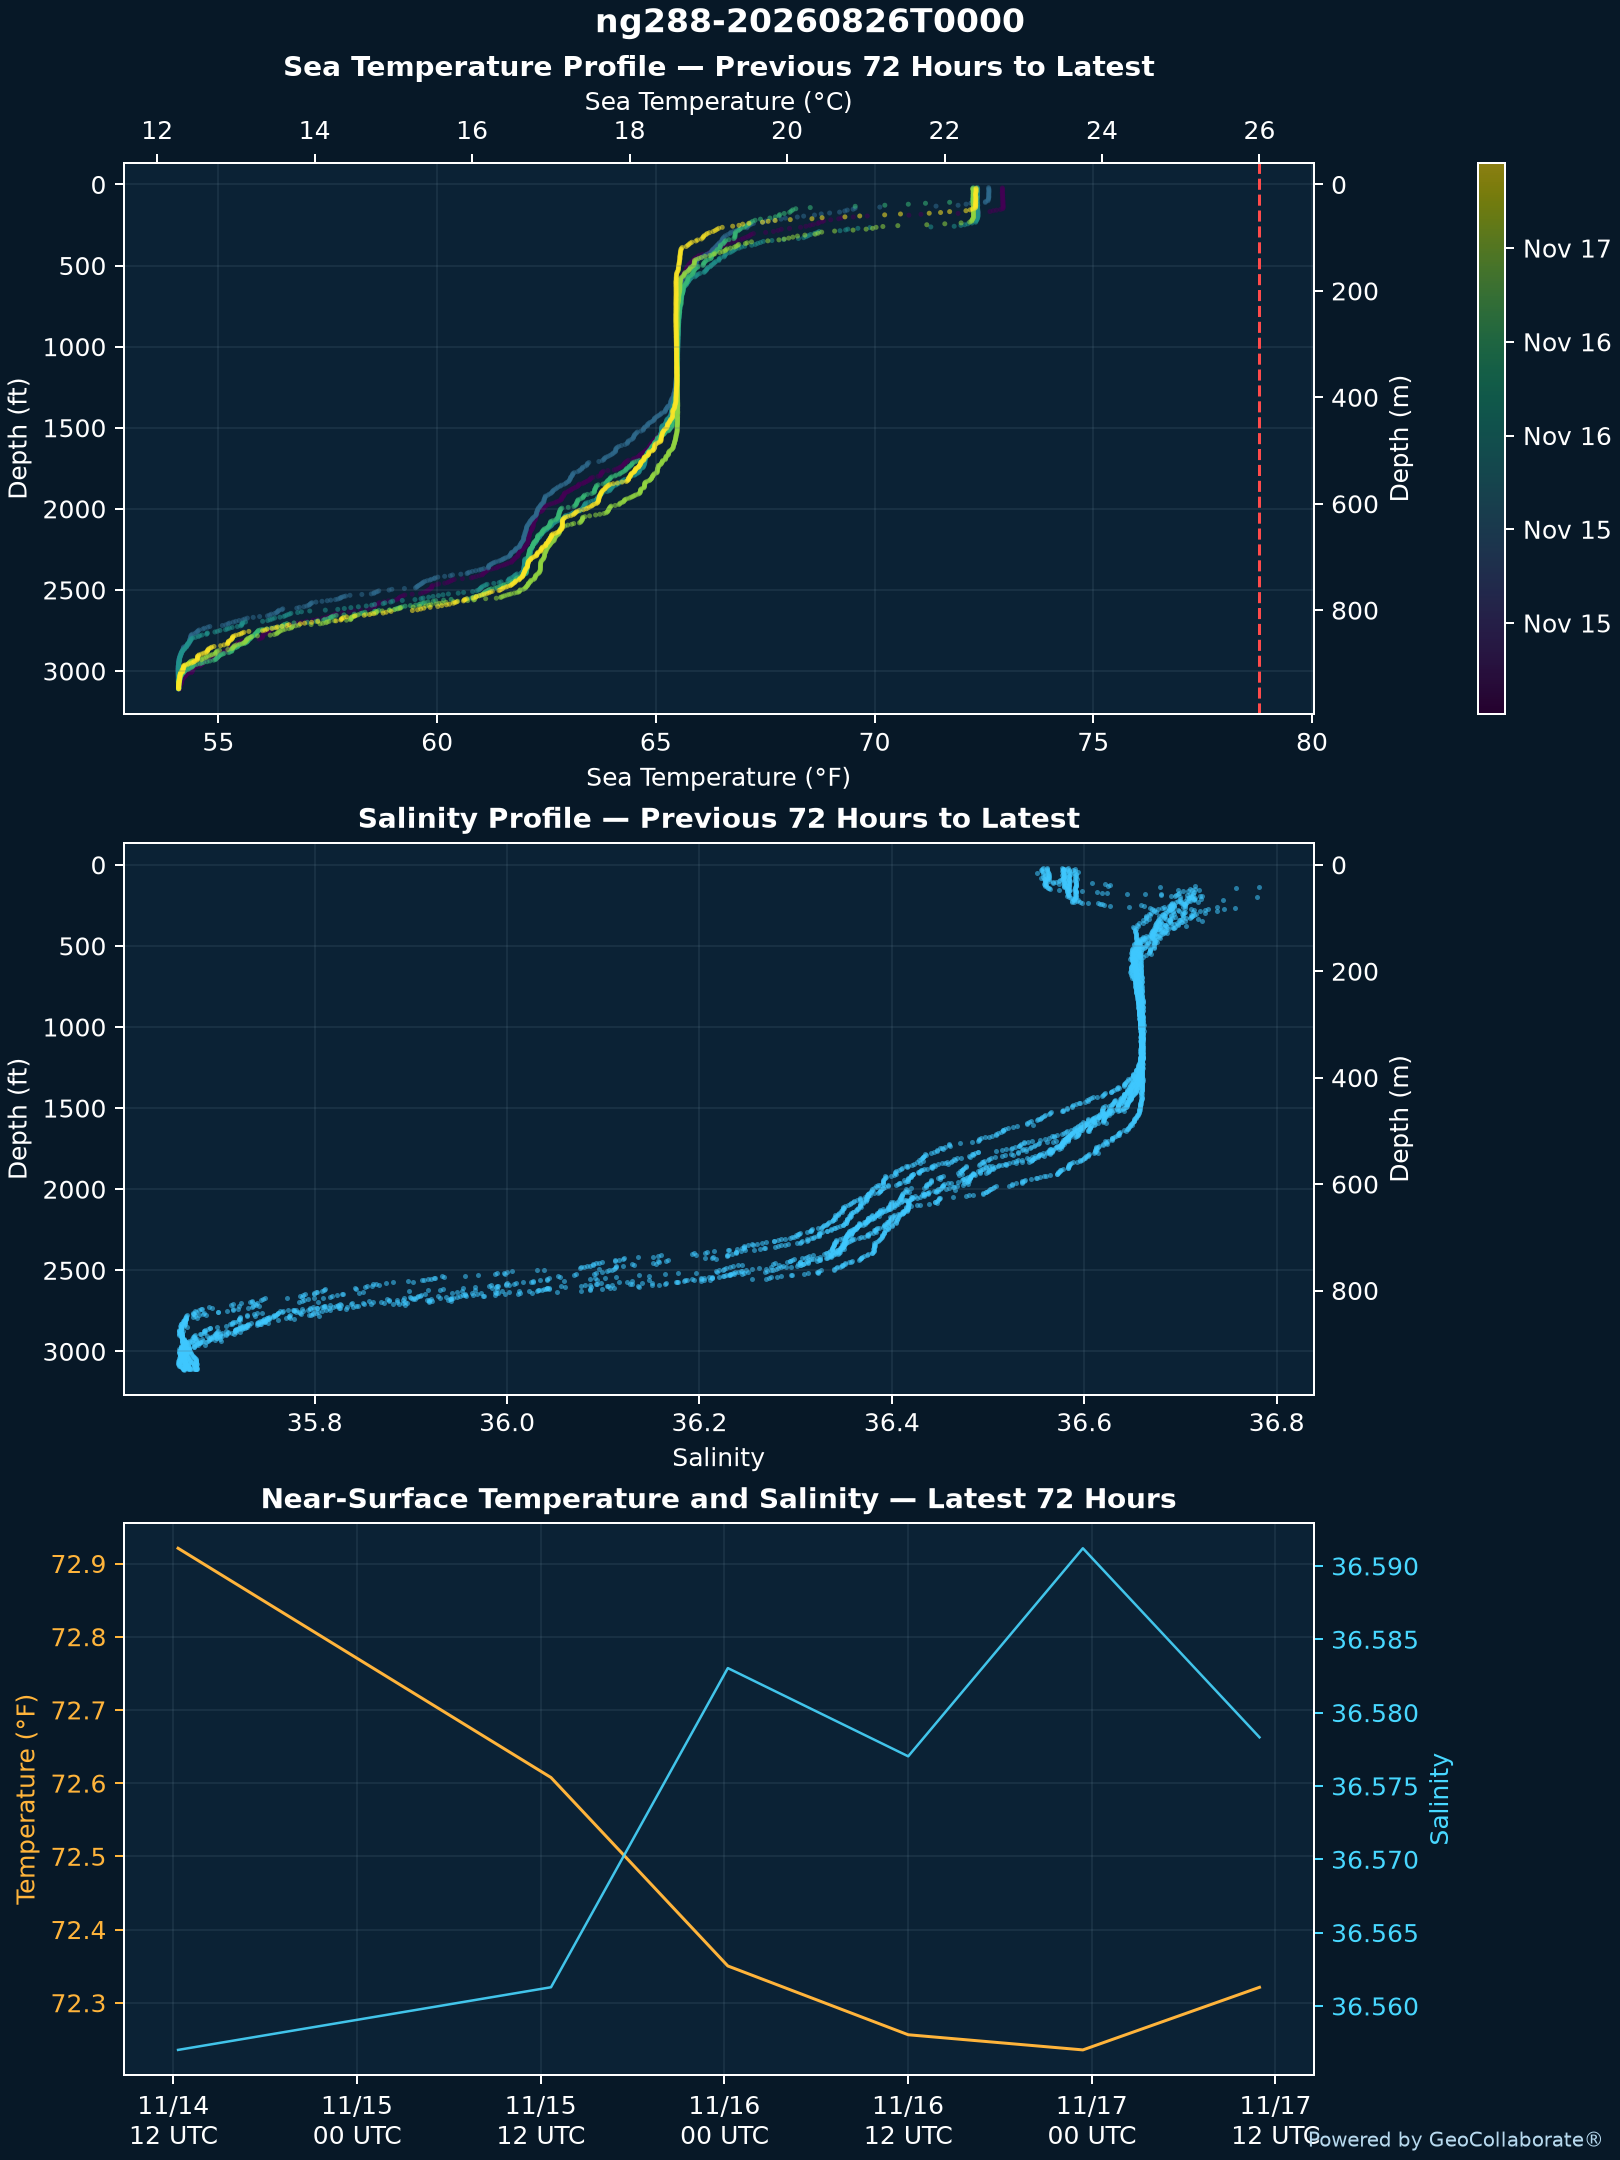 ng288-20260826T0000
Sea Temperature Profile — Previous 72 Hours to Latest
Sea Temperature (°C)
12 14 16 18 20 22 24 26
0 0
500
200
1000
1500
400
2000
600
2500
800
3000
Depth (ft)
Depth (m)
Nov 17
Nov 16
Nov 16
Nov 15
Nov 15
55 60 65 70 75 80
Sea Temperature (°F)
Salinity Profile — Previous 72 Hours to Latest
0 0
500
200
1000
400
1500
2000
600
2500
800
3000
Depth (ft)
Depth (m)
35.8 36.0 36.2 36.4 36.6 36.8
Salinity
Near-Surface Temperature and Salinity — Latest 72 Hours
72.9 36.590
72.8 36.585
72.7 36.580
72.6 36.575
72.5 36.570
72.4 36.565
72.3 36.560
Temperature (°F)
Salinity
11/14 11/15 11/15 11/16 11/16 11/17 11/17
12 UTC 00 UTC 12 UTC 00 UTC 12 UTC 00 UTC 12 UTC
Powered by GeoCollaborate®